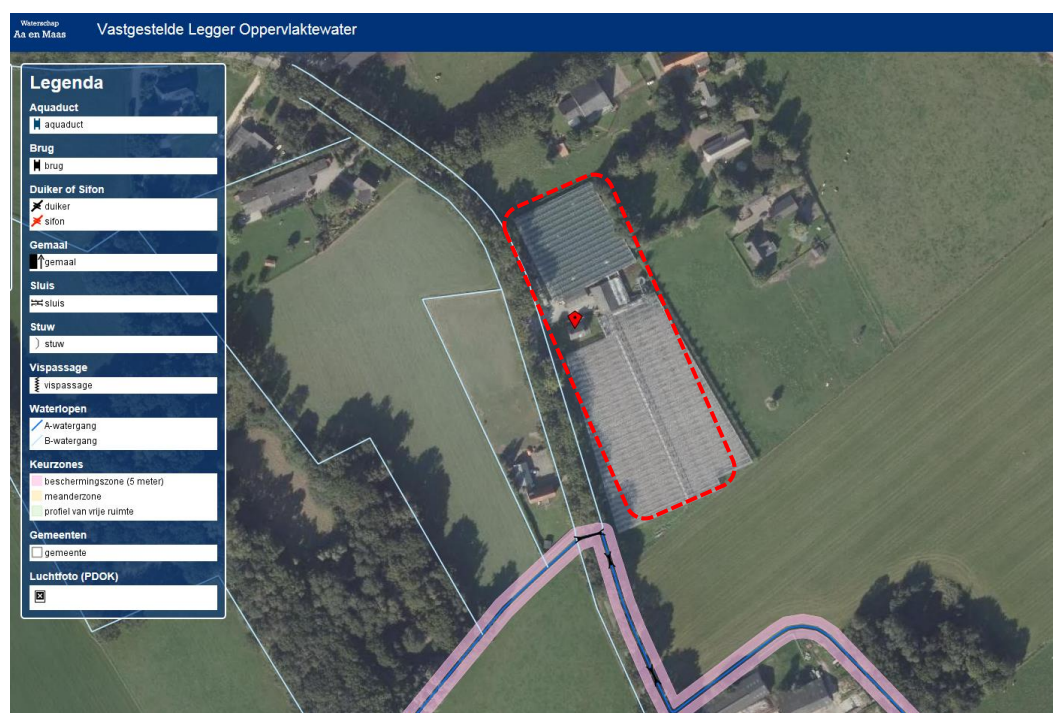 Waterschap
Aa en Maas
Vastgestelde Legger Oppervlaktewater
Legenda
Aquaduct
aquaduct
Brug
brug
Duiker of Sifon
duiker
sifon
Gemaal
gemaal
Sluis
sluis
Stuw
stuw
Vispassage
vispassage
Waterlopen
A-watergang
B-watergang
Keurzones
beschermingszone (5 meter)
meanderzone
profiel van vrije ruimte
Gemeenten
gemeente
Luchtfoto (PDOK)